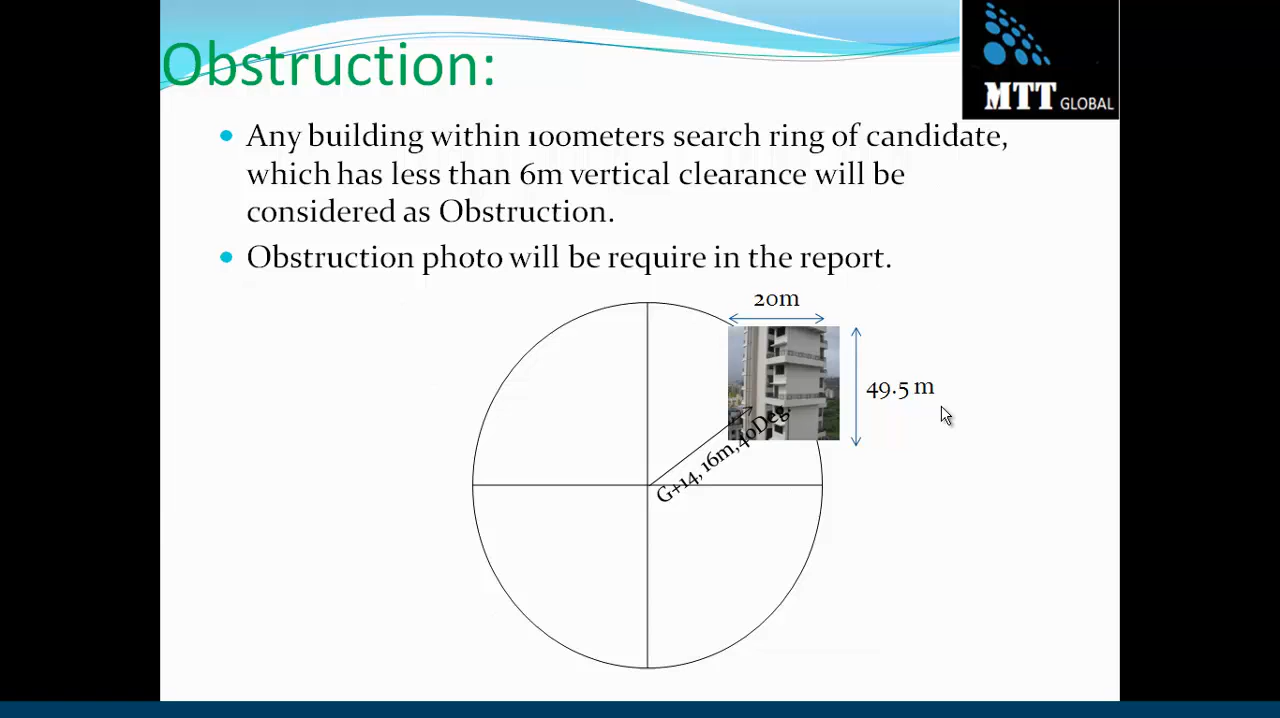 Obstruction:
MTT GLOBAL
Any building within 100meters search ring of candidate,
which has less than 6m vertical clearance will be
considered as Obstruction.
Obstruction photo will be require in the report.
20m
49.5 m
G+14, 16m,40Deg.